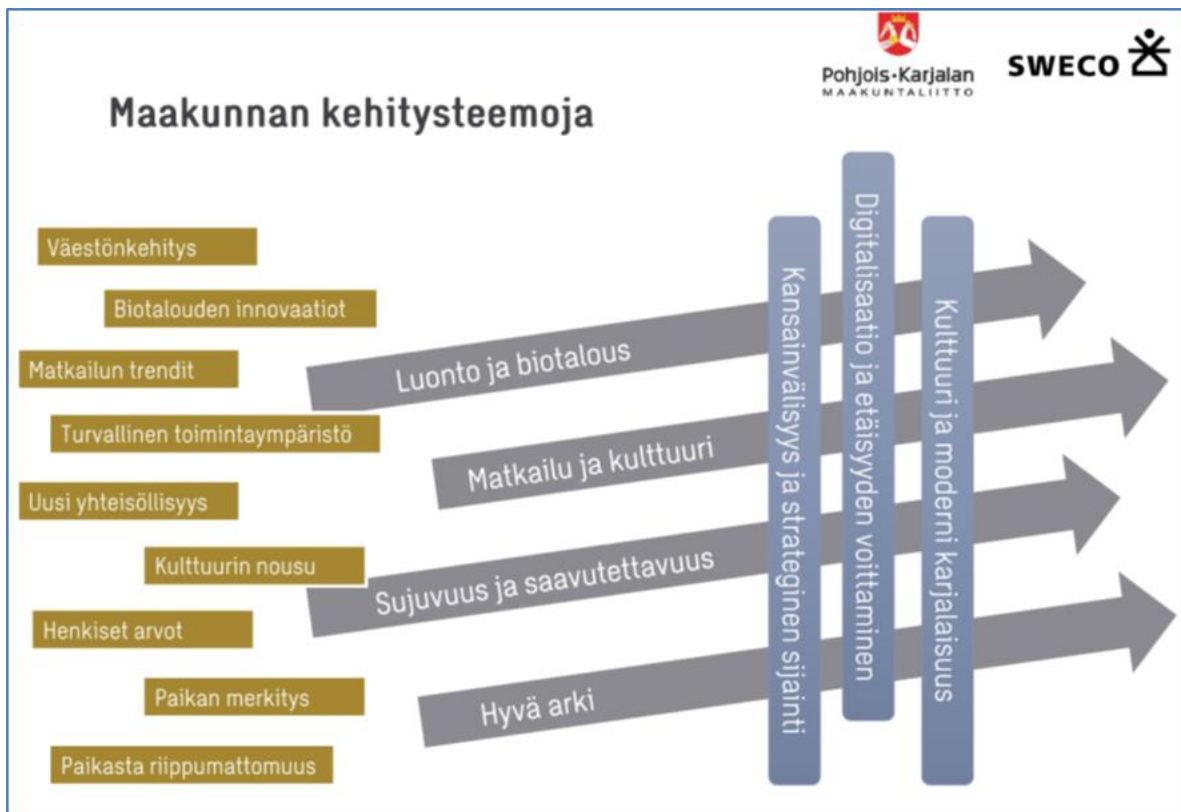 Pohjois-Karjalan
MAAKUNTALIITTO
SWECO
Maakunnan kehitysteemoja
Väestönkehitys
Biotalouden innovaatiot
Matkailun trendit
Turvallinen toimintaympäristö
Uusi yhteisöllisyys
Kulttuurin nousu
Henkiset arvot
Paikan merkitys
Paikasta riippumattomuus
Luonto ja biotalous
Matkailu ja kulttuuri
Sujuvuus ja saavutettavuus
Hyvä arki
Kansainvälisyys ja strateginen sijainti
Digitalisaatio ja etäisyyden voittaminen
Kulttuuri ja moderni karjalaisuus